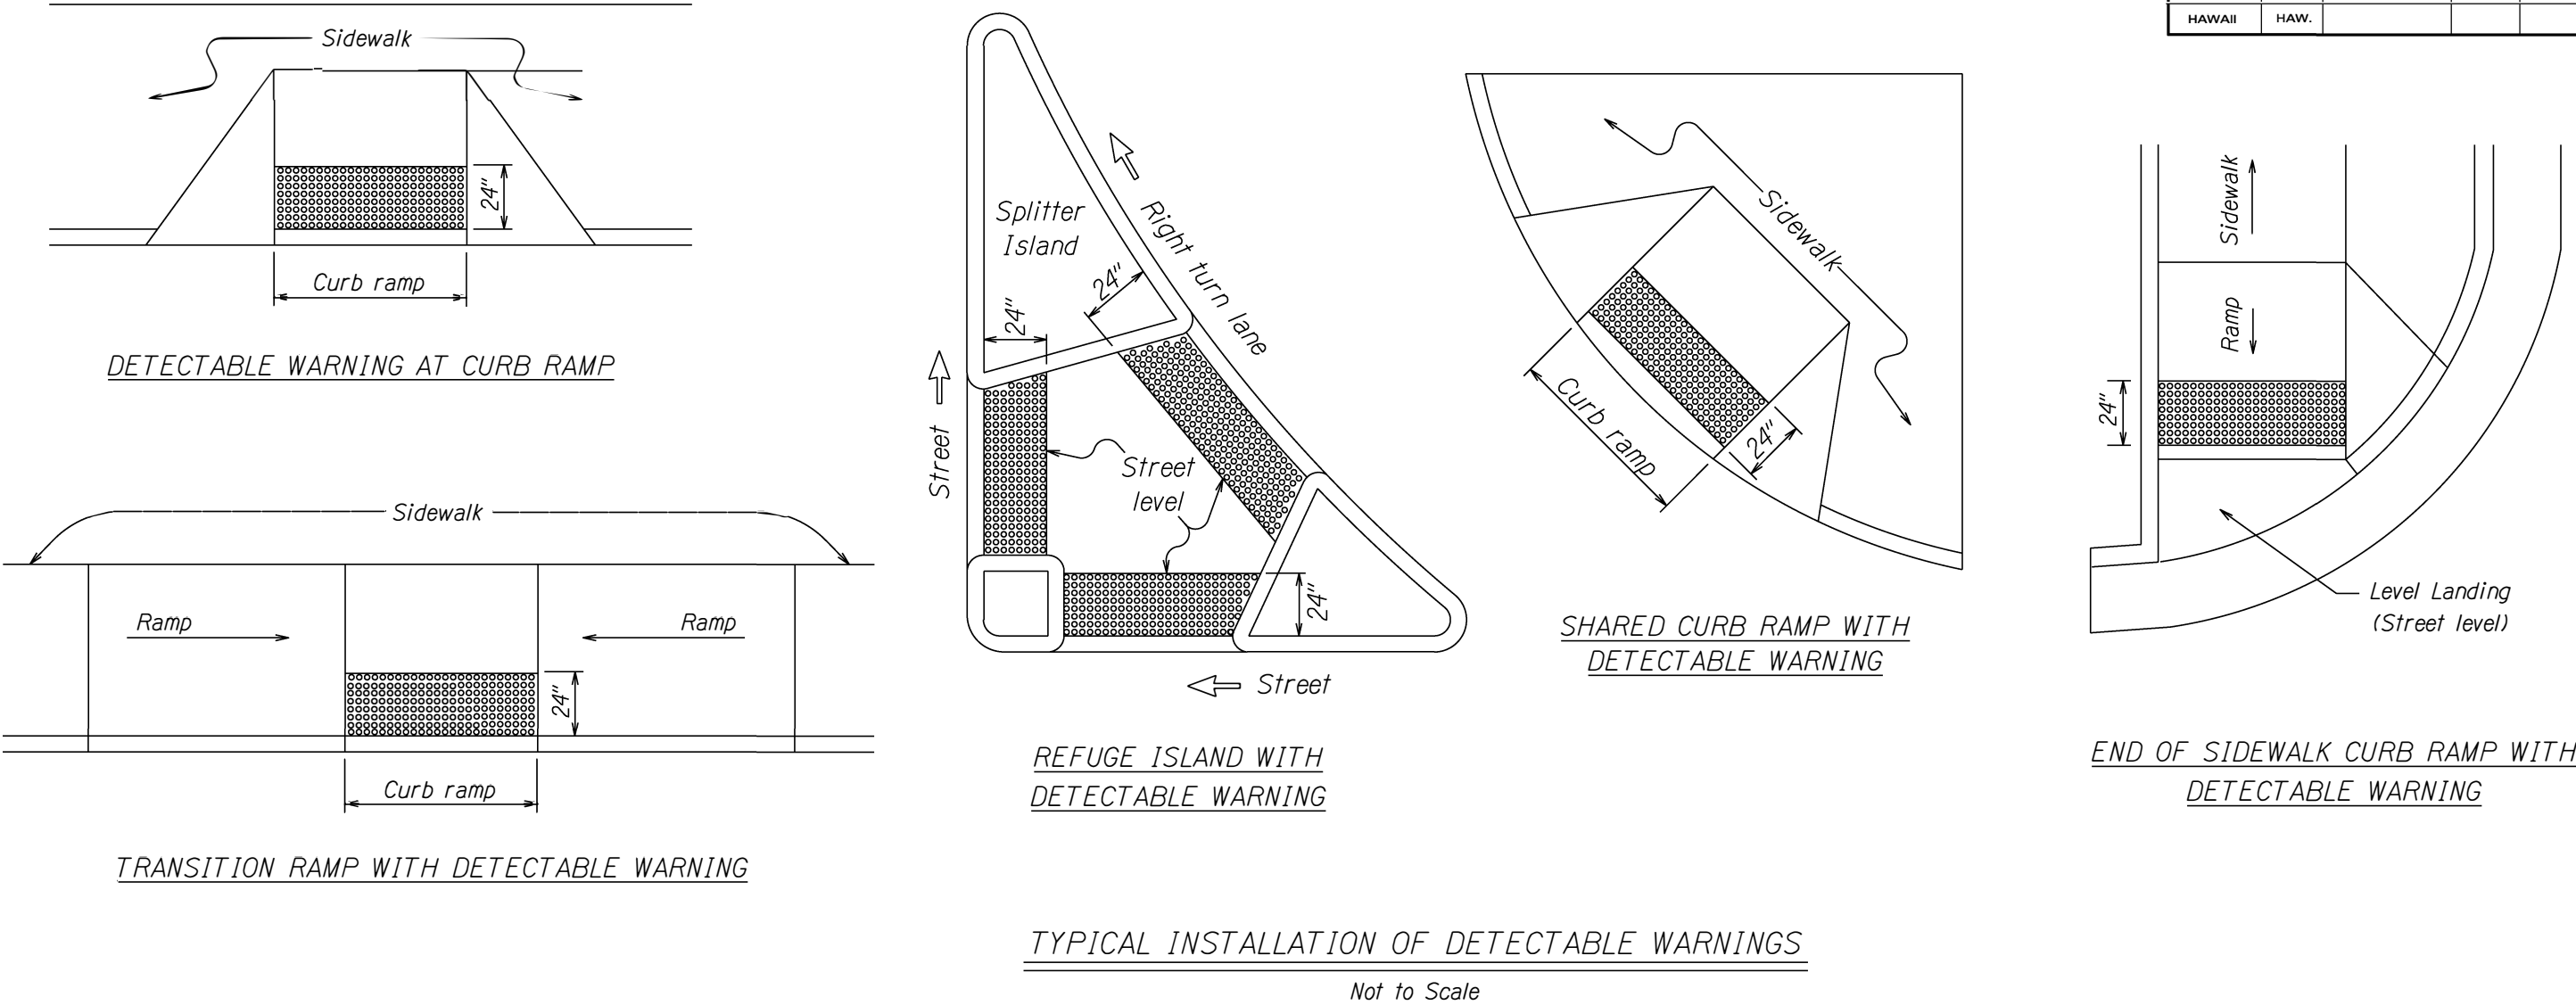 HAWAII HAW.
Sidewalk
24"
Curb ramp
DETECTABLE WARNING AT CURB RAMP
Sidewalk
Ramp
Ramp
24"
Curb ramp
TRANSITION RAMP WITH DETECTABLE WARNING
Splitter
Island
Right turn lane
24"
24"
Street
Street
level
24"
Street
REFUGE ISLAND WITH
DETECTABLE WARNING
Sidewalk
Curb ramp
24"
SHARED CURB RAMP WITH
DETECTABLE WARNING
Sidewalk
Ramp
24"
Level Landing
(Street level)
END OF SIDEWALK CURB RAMP WITH
DETECTABLE WARNING
TYPICAL INSTALLATION OF DETECTABLE WARNINGS
Not to Scale